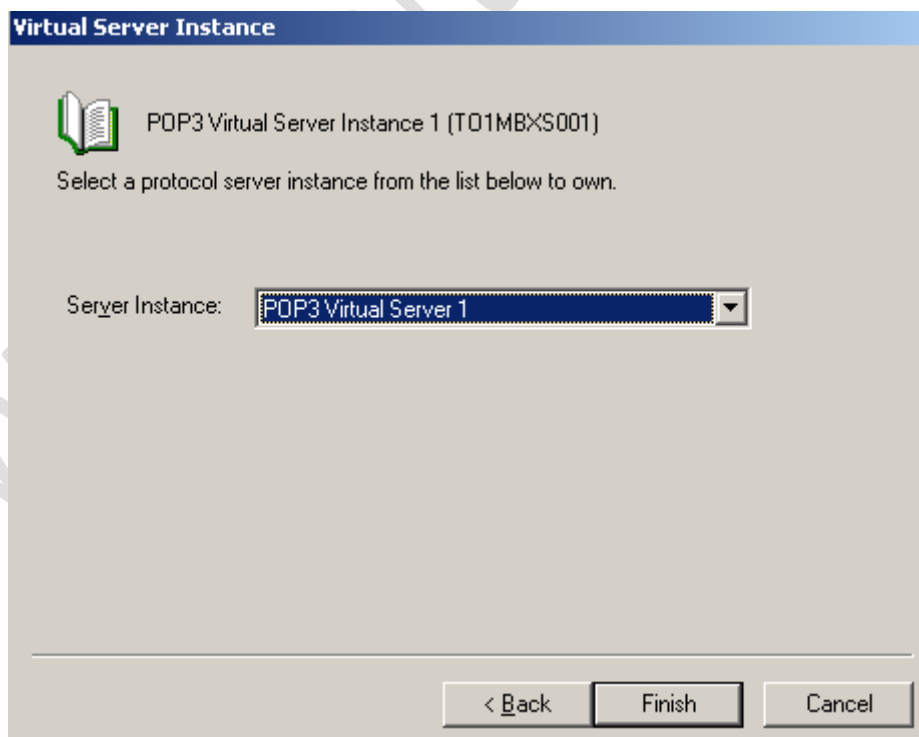 Virtual Server Instance
POP3 Virtual Server Instance 1 (TO1MBXS001)
Select a protocol server instance from the list below to own.
Server Instance: POP3 Virtual Server 1
< Back Finish Cancel